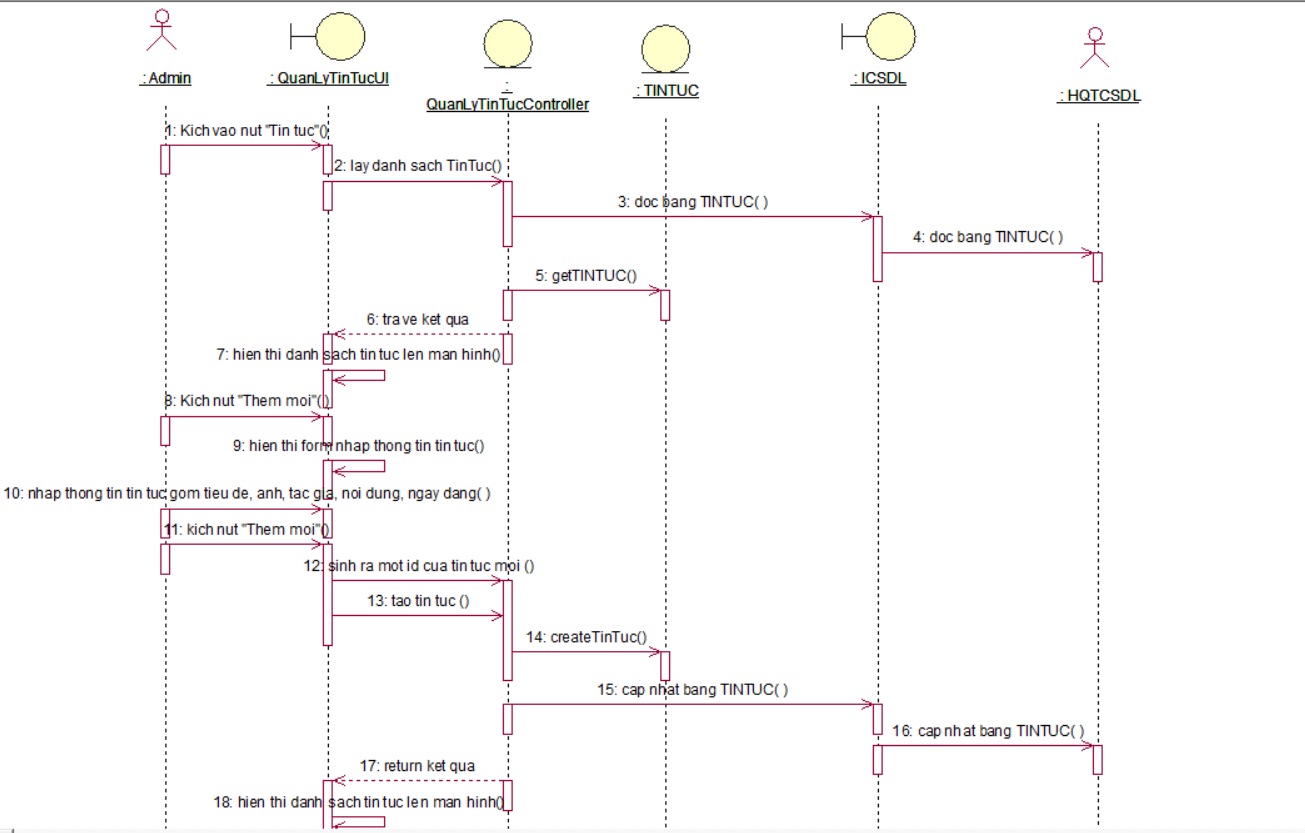 : Admin
: QuanLyTinTucUI
:
QuanLyTinTucController
: TINTUC
: ICSDL
: HQTCSDL
1: Kich vao nut "Tin tuc"()
2: lay danh sach TinTuc()
3: doc bang TINTUC( )
4: doc bang TINTUC( )
5: getTINTUC()
6: tra ve ket qua
7: hien thi danh sach tin tuc len man hinh()
8: Kich nut "Them moi"()
9: hien thi form nhap thong tin tin tuc()
10: nhap thong tin tin tuc gom tieu de, anh, tac gia, noi dung, ngay dang( )
11: kich nut "Them moi"()
12: sinh ra mot id cua tin tuc moi ()
13: tao tin tuc ()
14: createTinTuc()
15: cap nhat bang TINTUC( )
16: cap nhat bang TINTUC( )
17: return ket qua
18: hien thi danh sach tin tuc len man hinh()